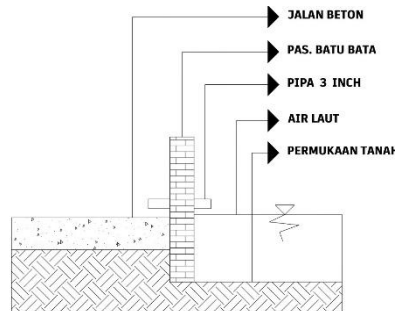 JALAN BETON
PAS. BATU BATA
PIPA 3 INCH
AIR LAUT
PERMUKAAN TANAH